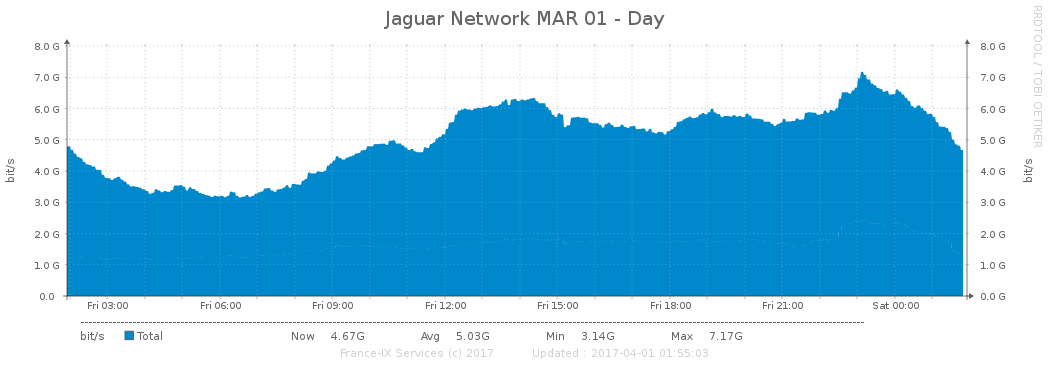 Jaguar Network MAR 01 - Day
RRDTOOL / TOBI OETIKER
8.0 G 8.0 G
7.0 G 7.0 G
6.0 G 6.0 G
5.0 G 5.0 G
4.0 G 4.0 G
3.0 G 3.0 G
2.0 G 2.0 G
1.0 G 1.0 G
0.0 0.0 G
bit/s bit/s
Fri 03:00 Fri 06:00 Fri 09:00 Fri 12:00 Fri 15:00 Fri 18:00 Fri 21:00 Sat 00:00
bit/s Total Now 4.67G Avg 5.03G Min 3.14G Max 7.17G
France-IX Services (c) 2017 Updated : 2017-04-01 01:55:03